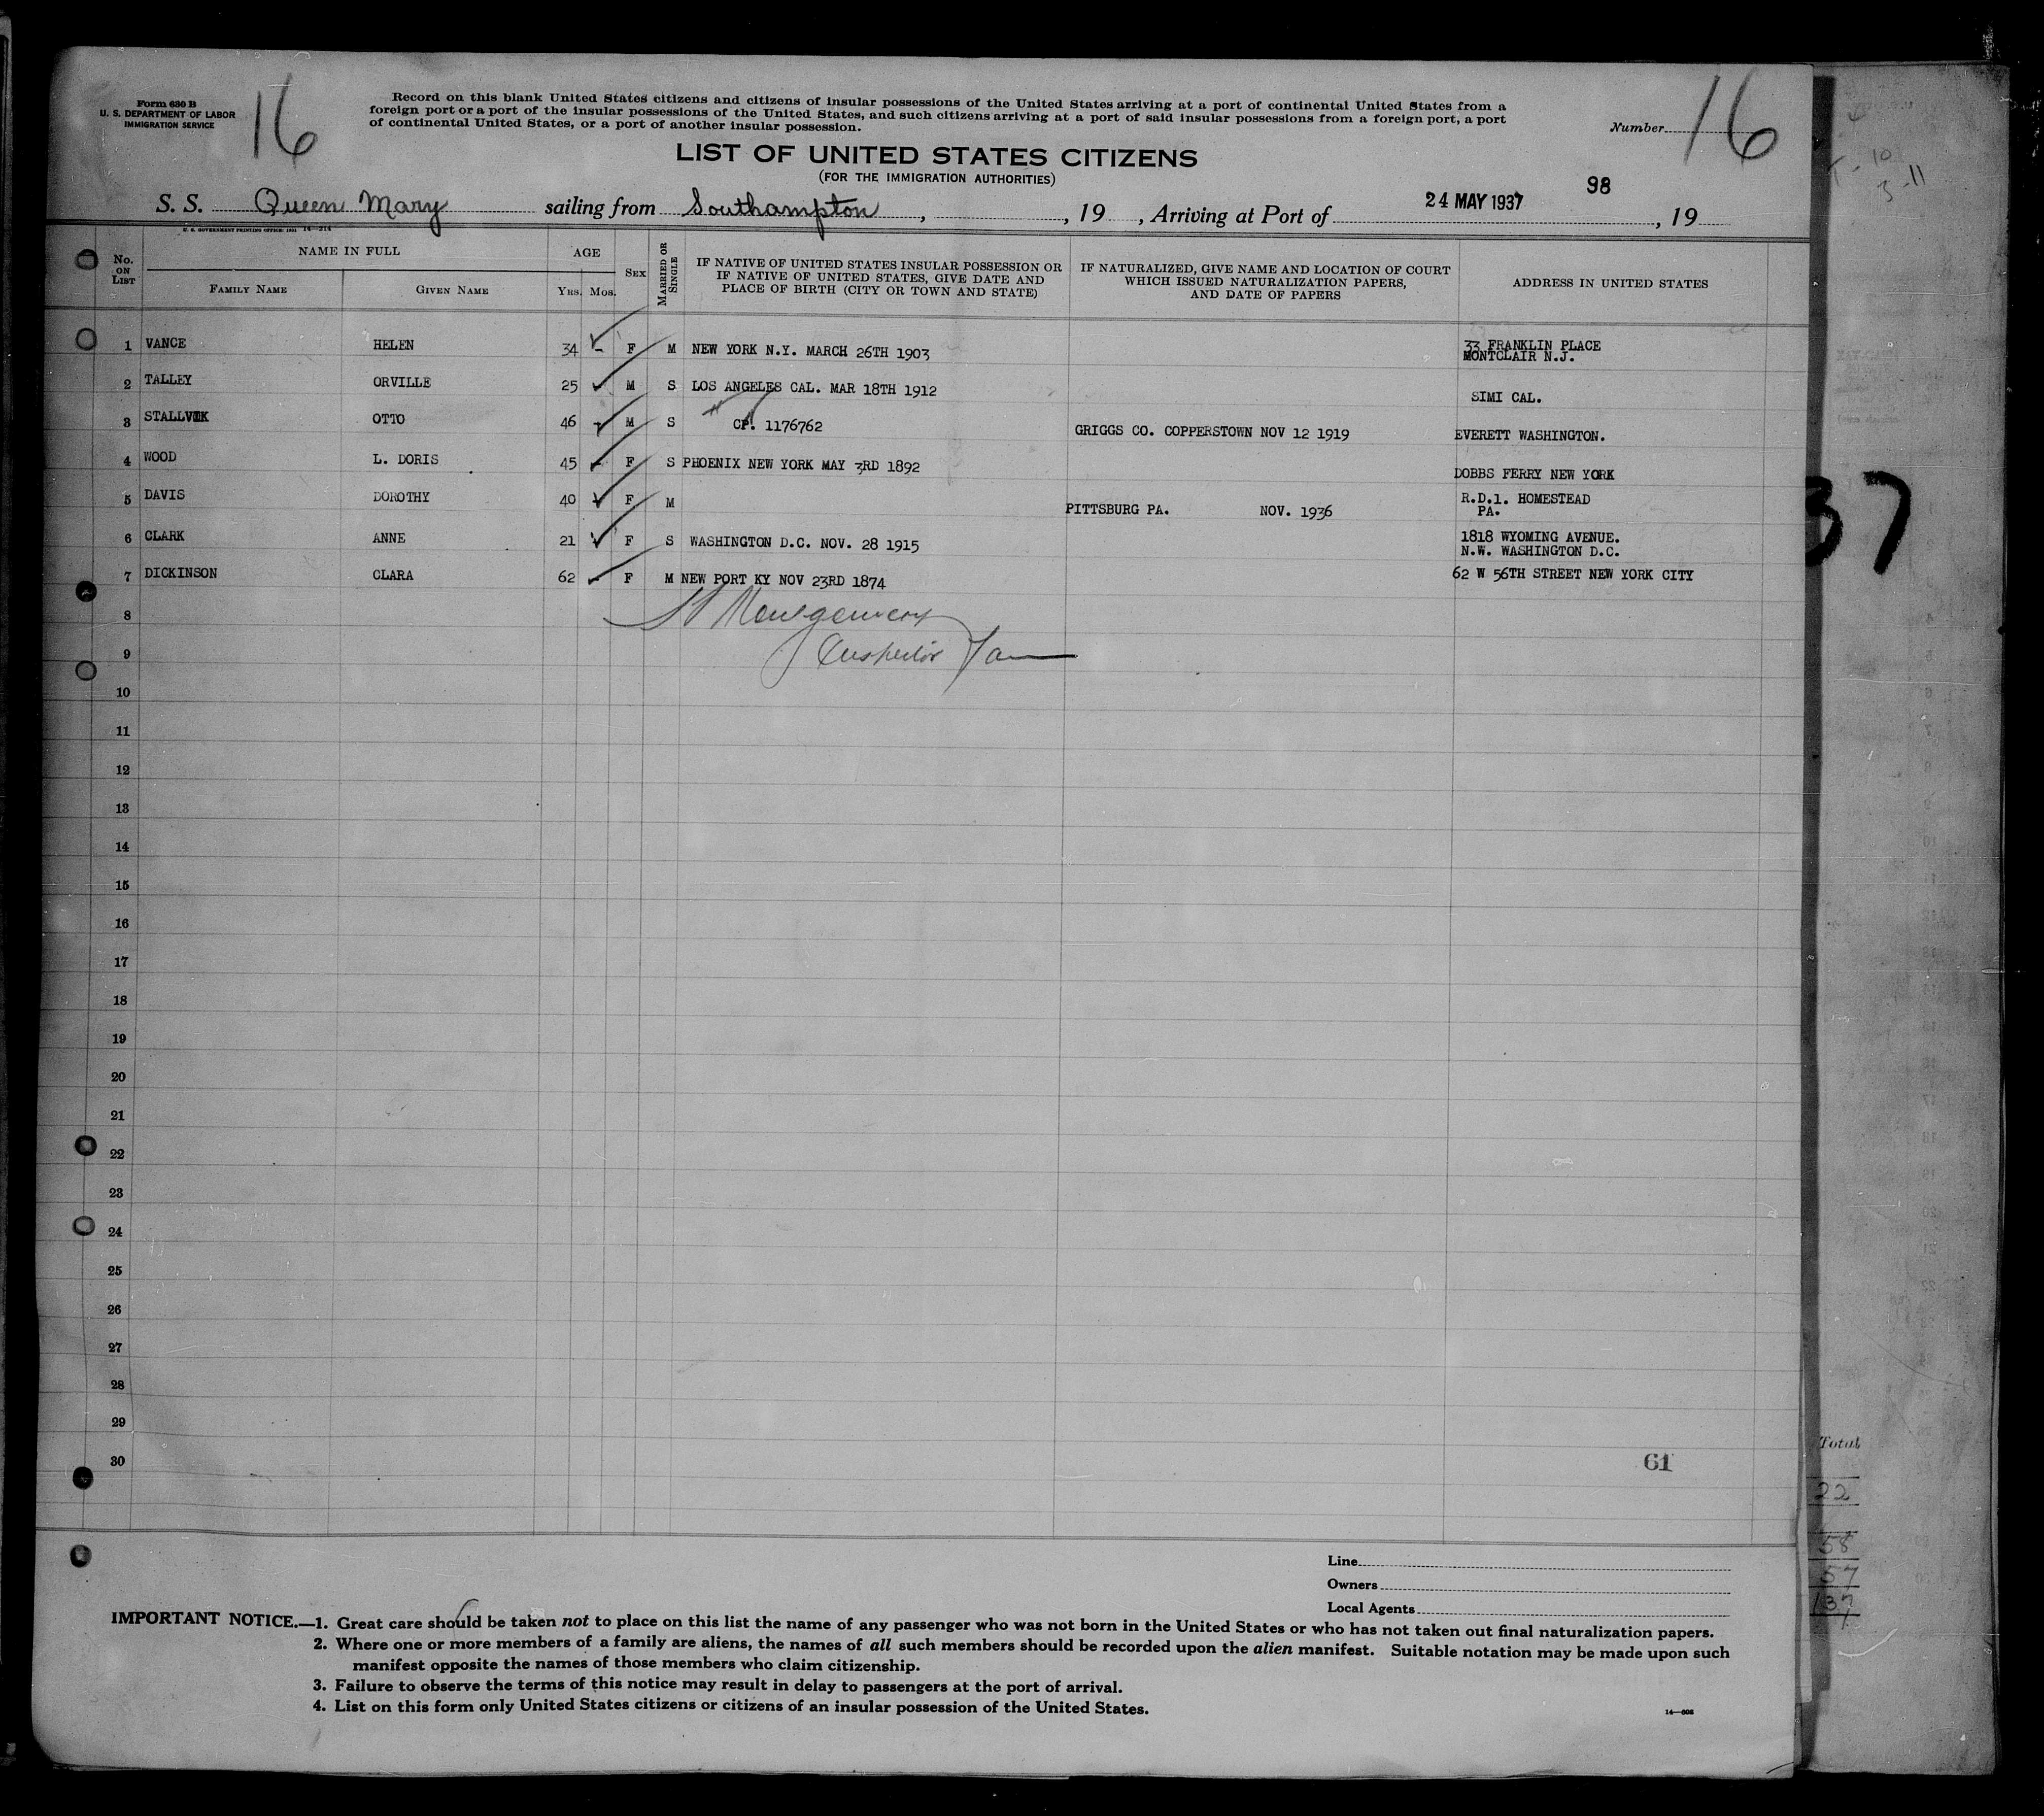 Form 630 B
U. S. DEPARTMENT OF LABOR
IMMIGRATION SERVICE
16
Record on this blank United States citizens and citizens of insular possessions of the United States arriving at a port of continental United States from a
foreign port or a port of the insular possessions of the United States, and such citizens arriving at a port of said insular possessions from a foreign port, a port
of continental United States, or a port of another insular possession.
Number 16
LIST OF UNITED STATES CITIZENS
(FOR THE IMMIGRATION AUTHORITIES)
98
S. S. Queen Mary sailing from Southampton , , 19 , Arriving at Port of 24 MAY 1937 , 19
U. S. GOVERNMENT PRINTING OFFICE: 1931 14—214
No. ON LIST
NAME IN FULL
FAMILY NAME GIVEN NAME
AGE
YRS. MOS.
SEX
MARRIED OR SINGLE
IF NATIVE OF UNITED STATES INSULAR POSSESSION OR
IF NATIVE OF UNITED STATES, GIVE DATE AND
PLACE OF BIRTH (CITY OR TOWN AND STATE)
IF NATURALIZED, GIVE NAME AND LOCATION OF COURT
WHICH ISSUED NATURALIZATION PAPERS,
AND DATE OF PAPERS
ADDRESS IN UNITED STATES
1 VANCE HELEN 34 - F M NEW YORK N.Y. MARCH 26TH 1903 33 FRANKLIN PLACE
MONTCLAIR N.J.
2 TALLEY ORVILLE 25 M S LOS ANGELES CAL. MAR 18TH 1912 SIMI CAL.
3 STALLVIK OTTO 46 - M S CP. 1176762 GRIGGS CO. COPPERSTOWN NOV 12 1919 EVERETT WASHINGTON.
4 WOOD L. DORIS 45 - F S PHOENIX NEW YORK MAY 3RD 1892 DOBBS FERRY NEW YORK
5 DAVIS DOROTHY 40 F M PITTSBURG PA. NOV. 1936 R.D.1. HOMESTEAD
PA.
6 CLARK ANNE 21 F S WASHINGTON D.C. NOV. 28 1915 1818 WYOMING AVENUE.
N.W. WASHINGTON D.C.
7 DICKINSON CLARA 62 - F M NEW PORT KY NOV 23RD 1874 62 W 56TH STREET NEW YORK CITY
8
9
10
11
12
13
14
15
16
17
18
19
20
21
22
23
24
25
26
27
28
29
30
61
37
Total
22
58
57
137
Line
Owners
Local Agents
IMPORTANT NOTICE.—1. Great care should be taken not to place on this list the name of any passenger who was not born in the United States or who has not taken out final naturalization papers.
2. Where one or more members of a family are aliens, the names of all such members should be recorded upon the alien manifest. Suitable notation may be made upon such
manifest opposite the names of those members who claim citizenship.
3. Failure to observe the terms of this notice may result in delay to passengers at the port of arrival.
4. List on this form only United States citizens or citizens of an insular possession of the United States.